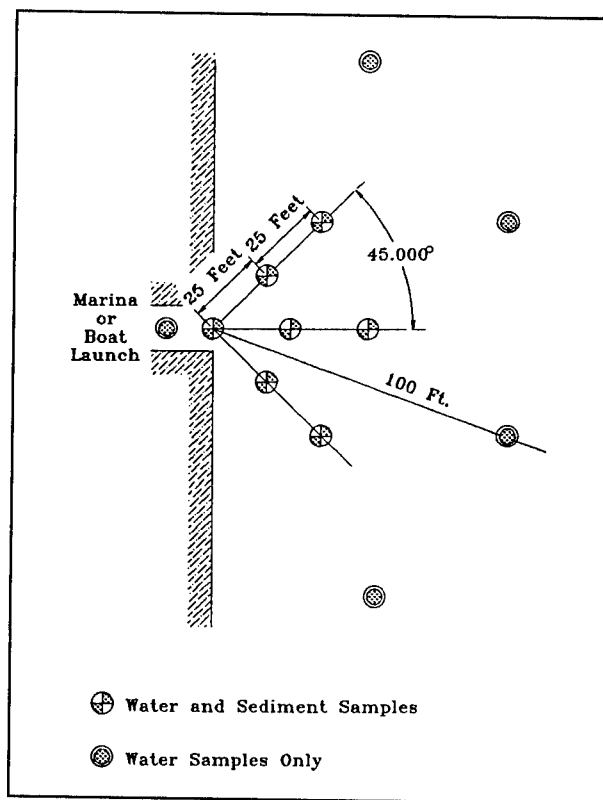 25 Feet
25 Feet
45.000°
Marina
or
Boat
Launch
100 Ft.
Water and Sediment Samples
Water Samples Only